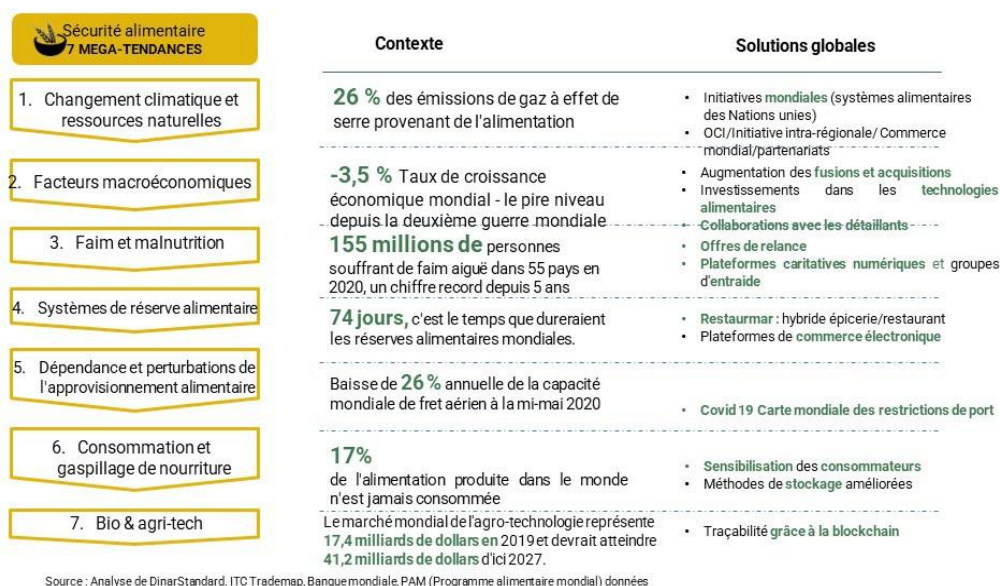 Sécurité alimentaire
7 MEGA-TENDANCES
Contexte
Solutions globales
1. Changement climatique et
ressources naturelles
26 % des émissions de gaz à effet de
serre provenant de l'alimentation
• Initiatives mondiales (systèmes alimentaires
des Nations unies)
• OCI/Initiative intra-régionale/ Commerce
mondial/partenariats
2. Facteurs macroéconomiques
-3,5 % Taux de croissance
économique mondial - le pire niveau
depuis la deuxième guerre mondiale
• Augmentation des fusions et acquisitions
• Investissements dans les technologies
alimentaires
• Collaborations avec les détaillants
3. Faim et malnutrition
155 millions de personnes
souffrant de faim aiguë dans 55 pays en
2020, un chiffre record depuis 5 ans
• Offres de relance
• Plateformes caritatives numériques et groupes
d'entraide
4. Systèmes de réserve alimentaire
74 jours, c'est le temps que dureraient
les réserves alimentaires mondiales.
• Restaurmar : hybride épicerie/restaurant
• Plateformes de commerce électronique
5. Dépendance et perturbations de
l'approvisionnement alimentaire
Baisse de 26 % annuelle de la capacité
mondiale de fret aérien à la mi-mai 2020
• Covid 19 Carte mondiale des restrictions de port
6. Consommation et
gaspillage de nourriture
17%
de l'alimentation produite dans le monde
n'est jamais consommée
• Sensibilisation des consommateurs
• Méthodes de stockage améliorées
7. Bio & agri-tech
Le marché mondial de l'agro-technologie représente
17,4 milliards de dollars en 2019 et devrait atteindre
41,2 milliards de dollars d'ici 2027.
• Traçabilité grâce à la blockchain
Source : Analyse de DinarStandard, ITC Trademap, Banque mondiale, PAM (Programme alimentaire mondial) données